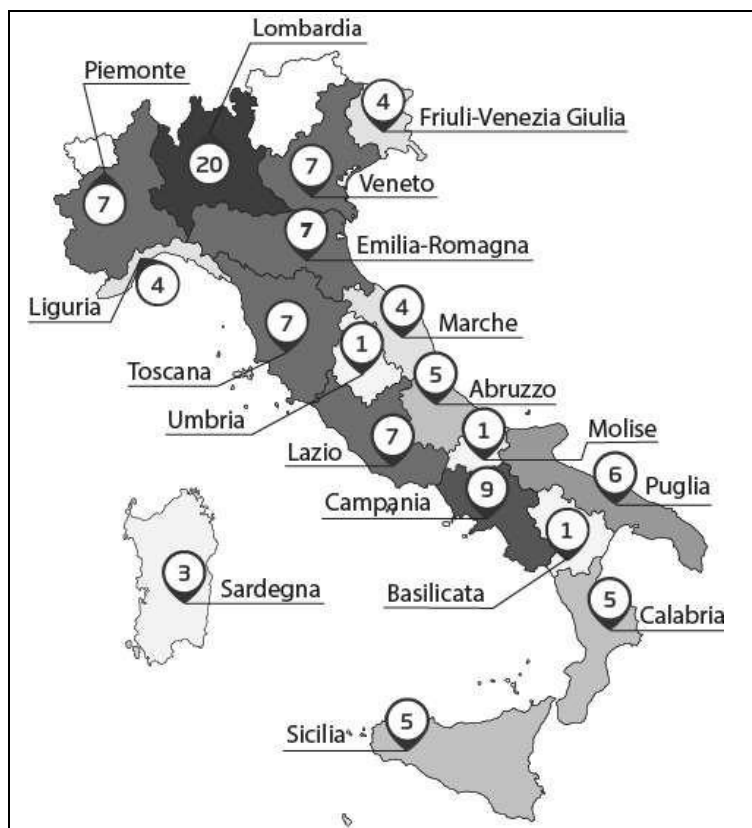 Lombardia
Piemonte
4
Friuli-Venezia Giulia
20
7
Veneto
7
7
Emilia-Romagna
4
Liguria
4
Marche
7
Toscana
1
Umbria
5
Abruzzo
1
Molise
7
Lazio
6
Puglia
9
Campania
1
Basilicata
3
Sardegna
5
Calabria
5
Sicilia